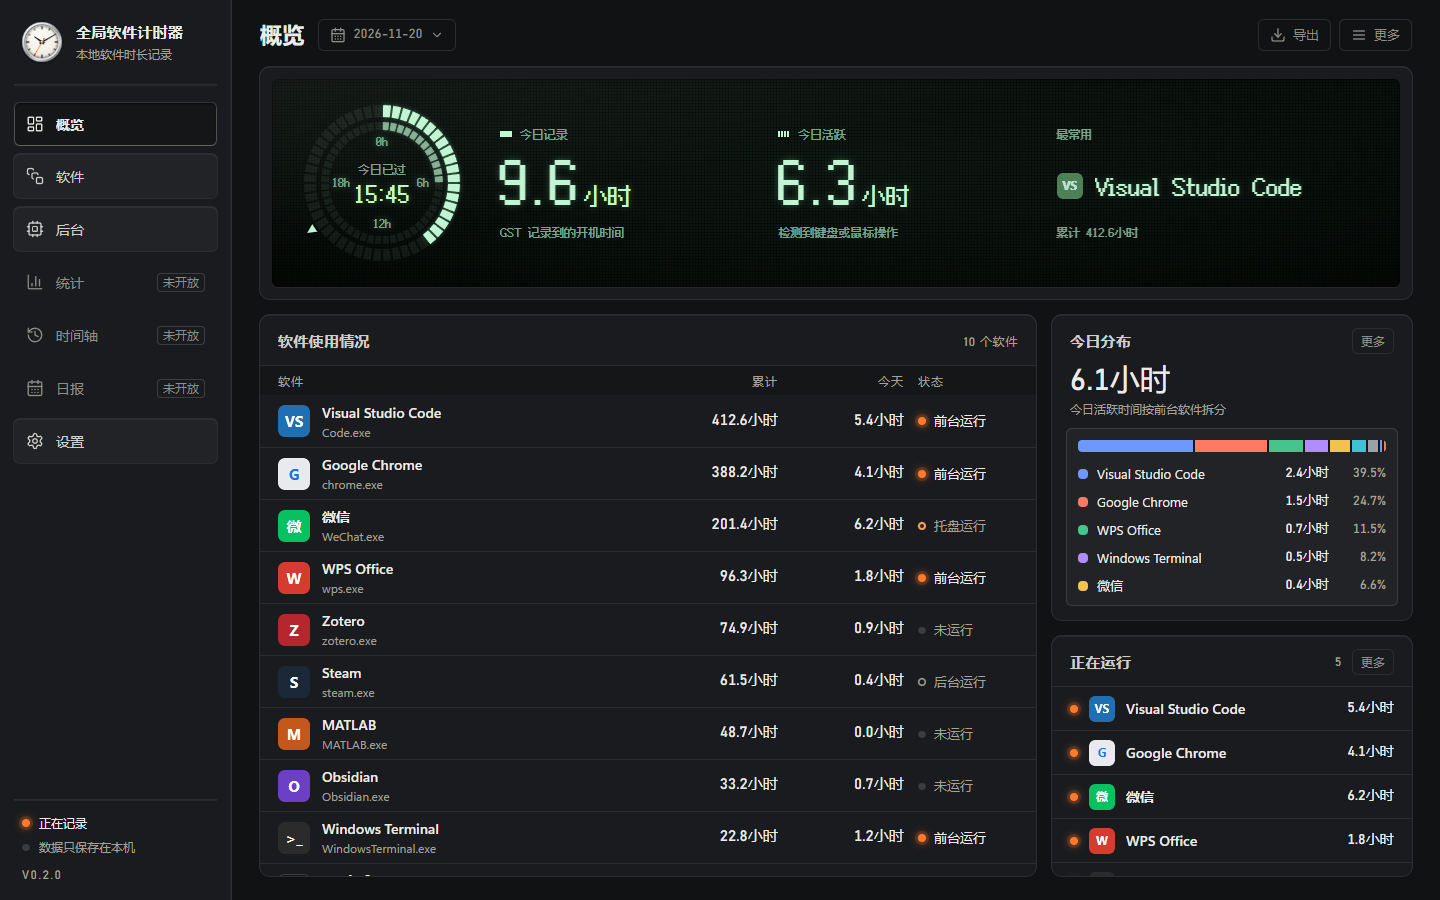 全局软件计时器
本地软件时长记录
概览
软件
后台
统计 未开放
时间轴 未开放
日报 未开放
设置
正在记录
数据只保存在本机
V0.2.0
概览 2026-11-20
导出 更多
0h
今日已过
18h 15:45 6h
12h
今日记录
9.6小时
GST 记录到的开机时间
今日活跃
6.3小时
检测到键盘或鼠标操作
最常用
VS Visual Studio Code
累计 412.6小时
软件使用情况 10 个软件
软件 累计 今天 状态
VS Visual Studio Code 412.6小时 5.4小时 前台运行
Code.exe
G Google Chrome 388.2小时 4.1小时 前台运行
chrome.exe
微 微信 201.4小时 6.2小时 托盘运行
WeChat.exe
W WPS Office 96.3小时 1.8小时 前台运行
wps.exe
Z Zotero 74.9小时 0.9小时 未运行
zotero.exe
S Steam 61.5小时 0.4小时 后台运行
steam.exe
M MATLAB 48.7小时 0.0小时 未运行
MATLAB.exe
O Obsidian 33.2小时 0.7小时 未运行
Obsidian.exe
>_ Windows Terminal 22.8小时 1.2小时 前台运行
WindowsTerminal.exe
今日分布 更多
6.1小时
今日活跃时间按前台软件拆分
Visual Studio Code 2.4小时 39.5%
Google Chrome 1.5小时 24.7%
WPS Office 0.7小时 11.5%
Windows Terminal 0.5小时 8.2%
微信 0.4小时 6.6%
正在运行 5 更多
VS Visual Studio Code 5.4小时
G Google Chrome 4.1小时
微 微信 6.2小时
W WPS Office 1.8小时